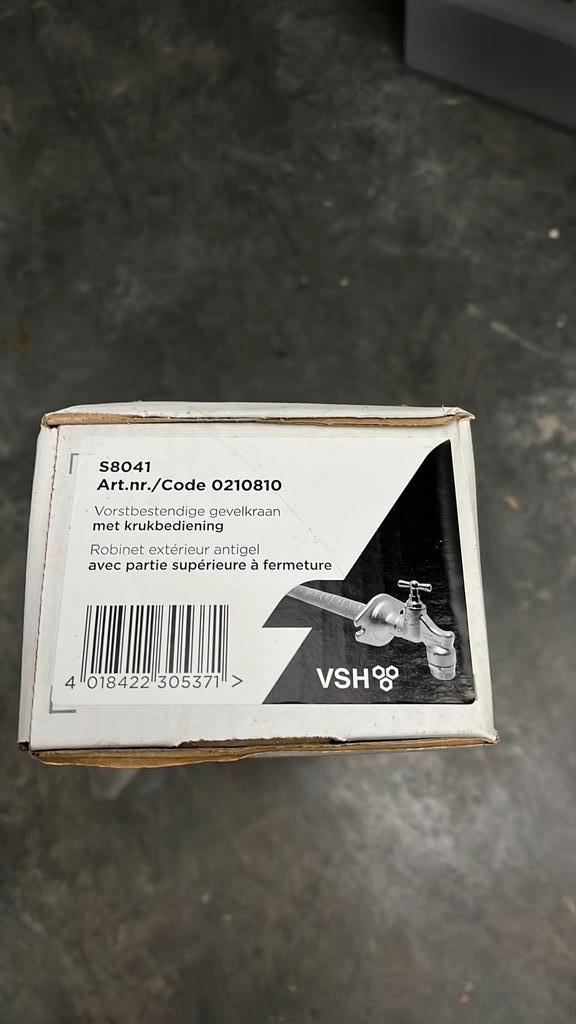 S8041
Art.nr./Code 0210810
Vorstbestendige gevelkraan
met krukbediening
Robinet extérieur antigel
avec partie supérieure à fermeture
4 018422 305371 >
VSH